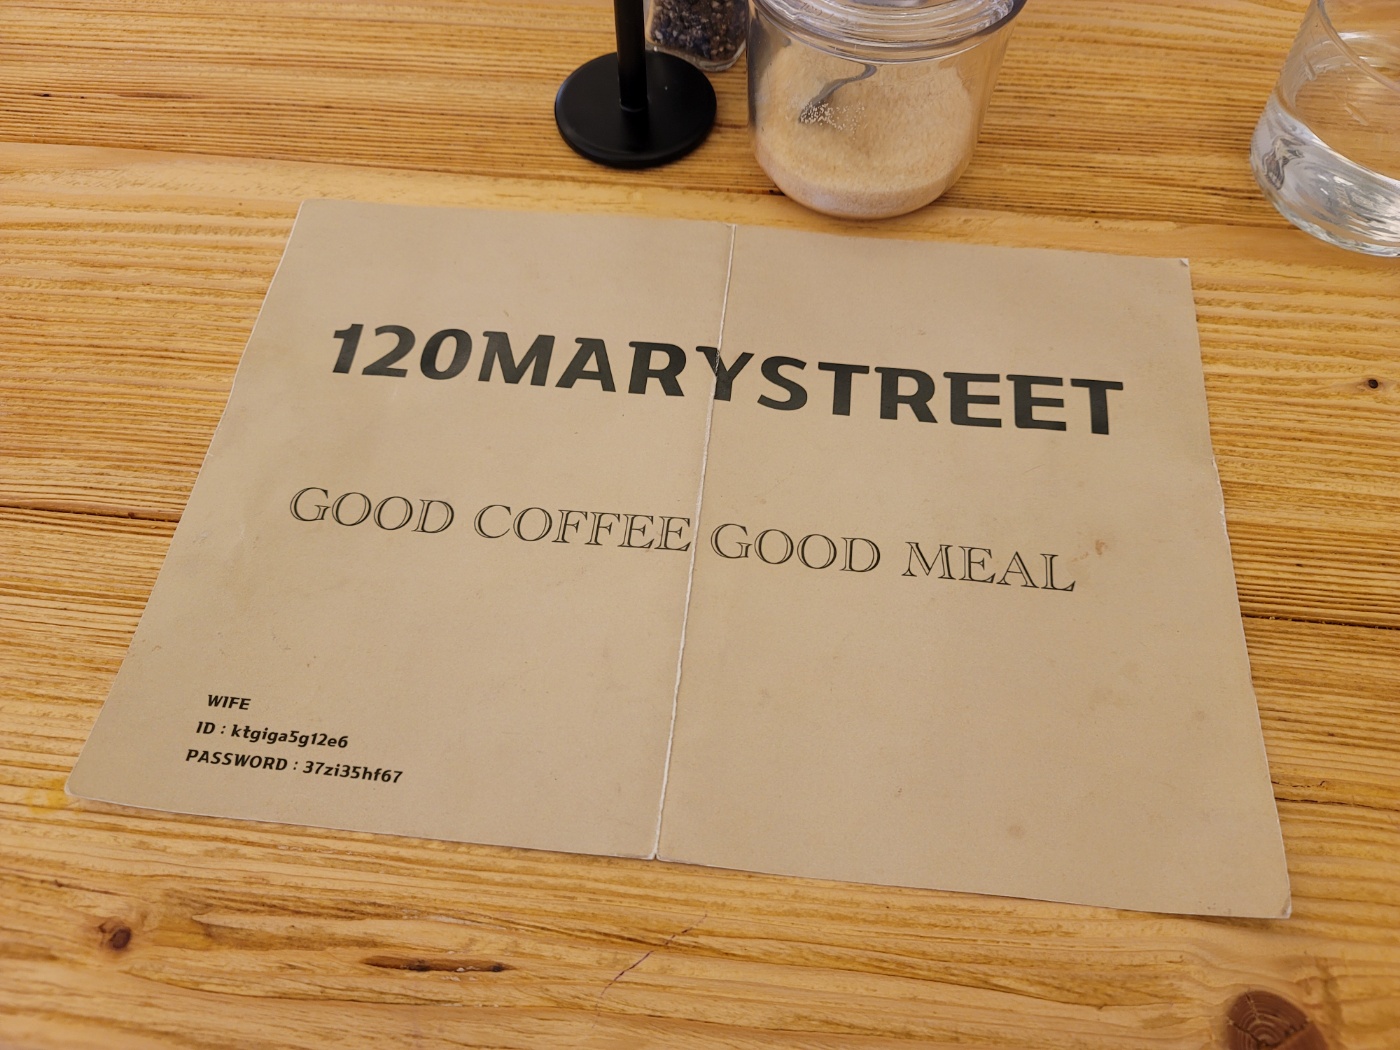 120MARYSTREET
GOOD COFFEE GOOD MEAL
WIFE
ID : ktgiga5g12e6
PASSWORD : 37zi35hf67